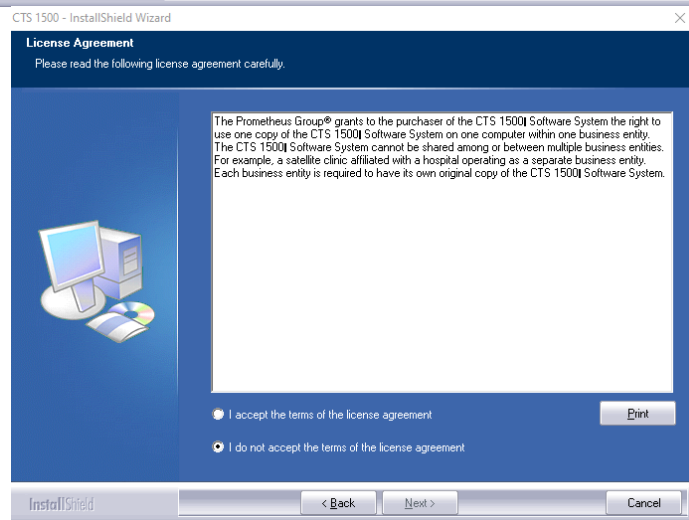 CTS 1500 - InstallShield Wizard
License Agreement
Please read the following license agreement carefully.
The Prometheus Group® grants to the purchaser of the CTS 1500 Software System the right to
use one copy of the CTS 1500 Software System on one computer within one business entity.
The CTS 1500 Software System cannot be shared among or between multiple business entities.
For example, a satellite clinic affiliated with a hospital operating as a separate business entity.
Each business entity is required to have its own original copy of the CTS 1500 Software System.
I accept the terms of the license agreement
Print
I do not accept the terms of the license agreement
InstallShield
< Back
Next >
Cancel